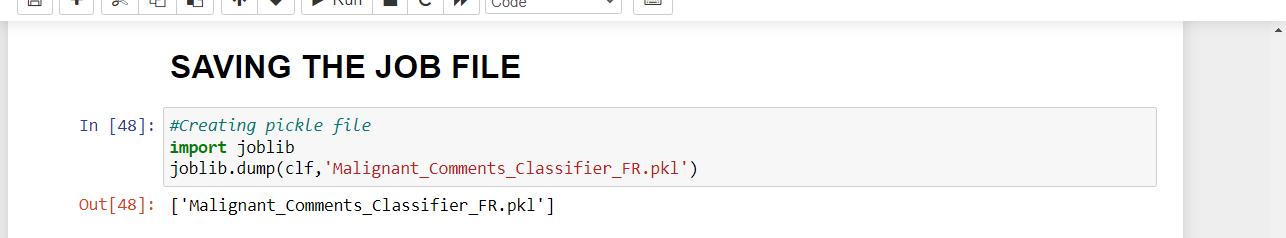 Run
Code
SAVING THE JOB FILE
In [48]:
#Creating pickle file
import joblib
joblib.dump(clf,'Malignant_Comments_Classifier_FR.pkl')
Out[48]:
['Malignant_Comments_Classifier_FR.pkl']